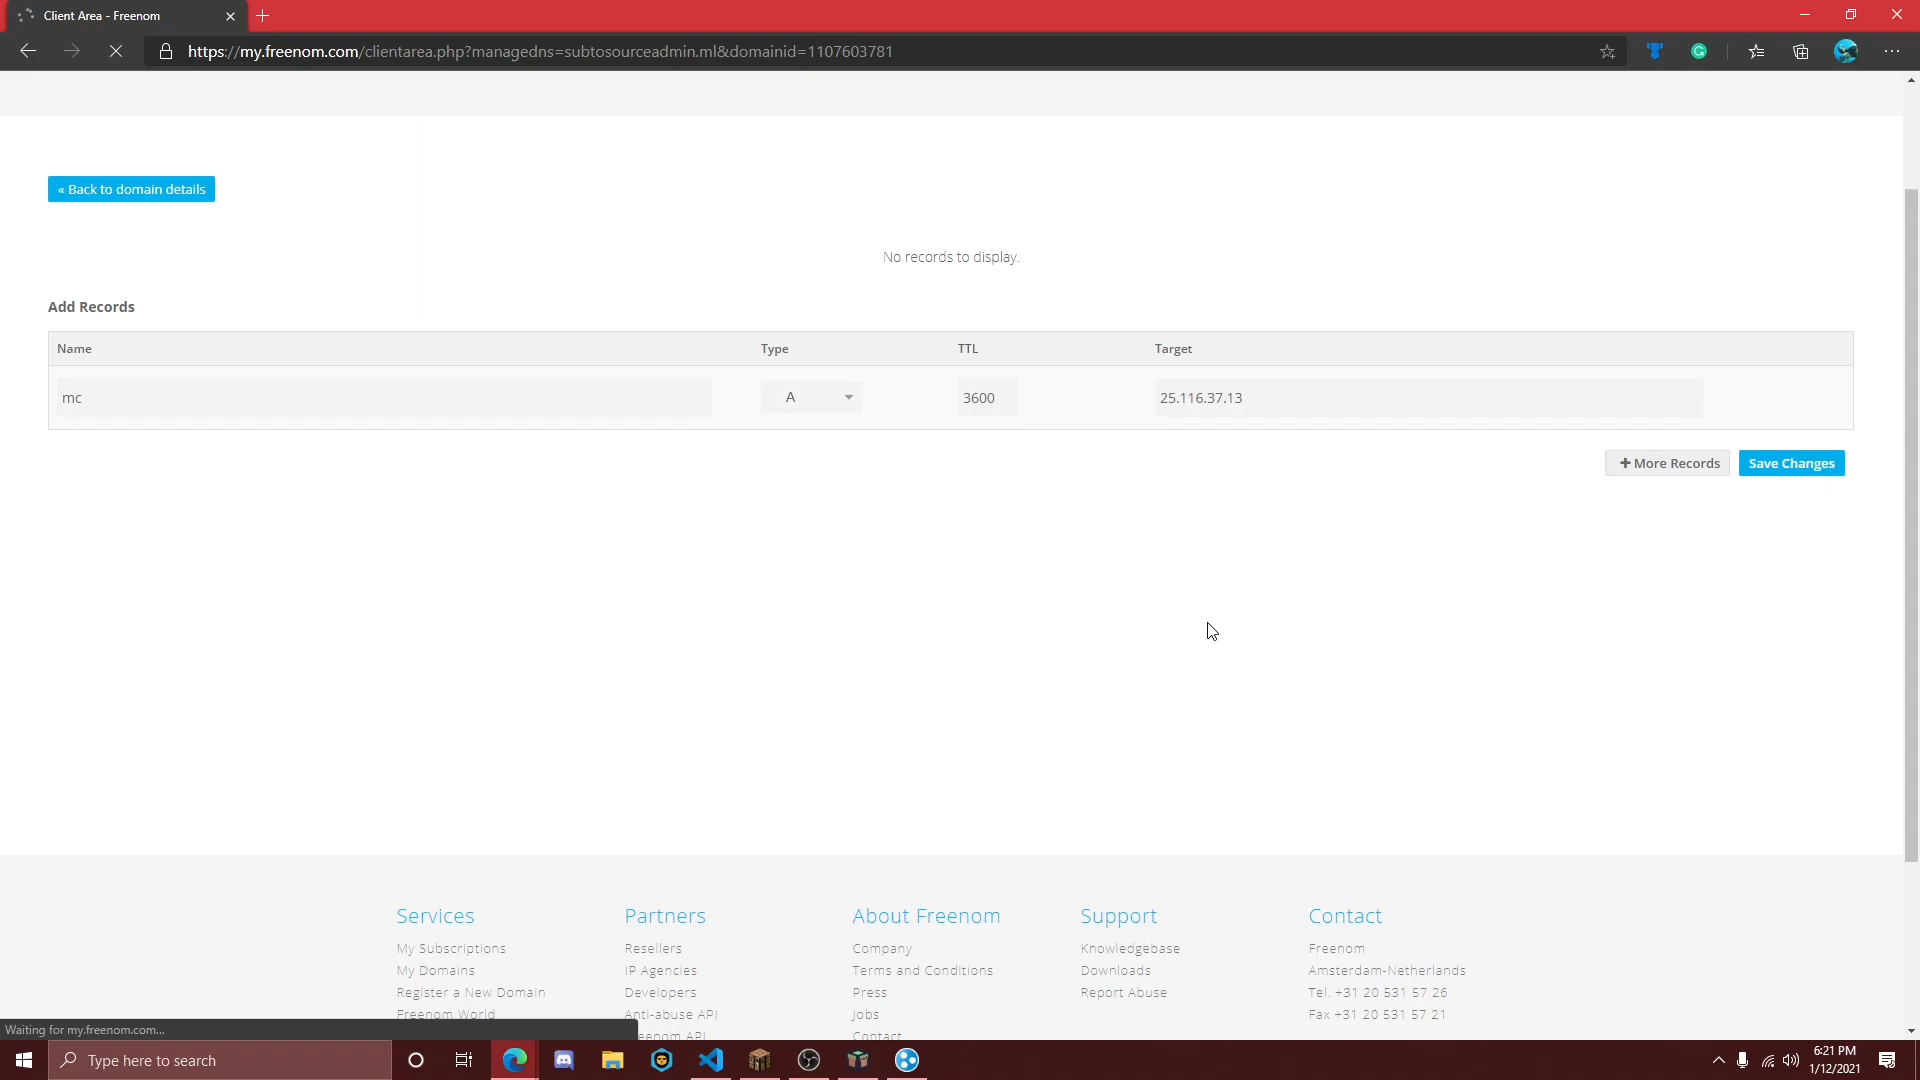 Client Area - Freenom
https://my.freenom.com/clientarea.php?managedns=subtosourceadmin.ml&domainid=1107603781
« Back to domain details
No records to display.
Add Records
Name Type TTL Target
mc A 3600 25.116.37.13
+ More Records Save Changes
Services Partners About Freenom Support Contact
My Subscriptions Resellers Company Knowledgebase Freenom
My Domains IP Agencies Terms and Conditions Downloads Amsterdam-Netherlands
Register a New Domain Developers Press Report Abuse Tel. +31 20 531 57 26
Freenom World Anti-abuse API Jobs Fax +31 20 531 57 21
Contact
Waiting for my.freenom.com...
Type here to search
6:21 PM
1/12/2021